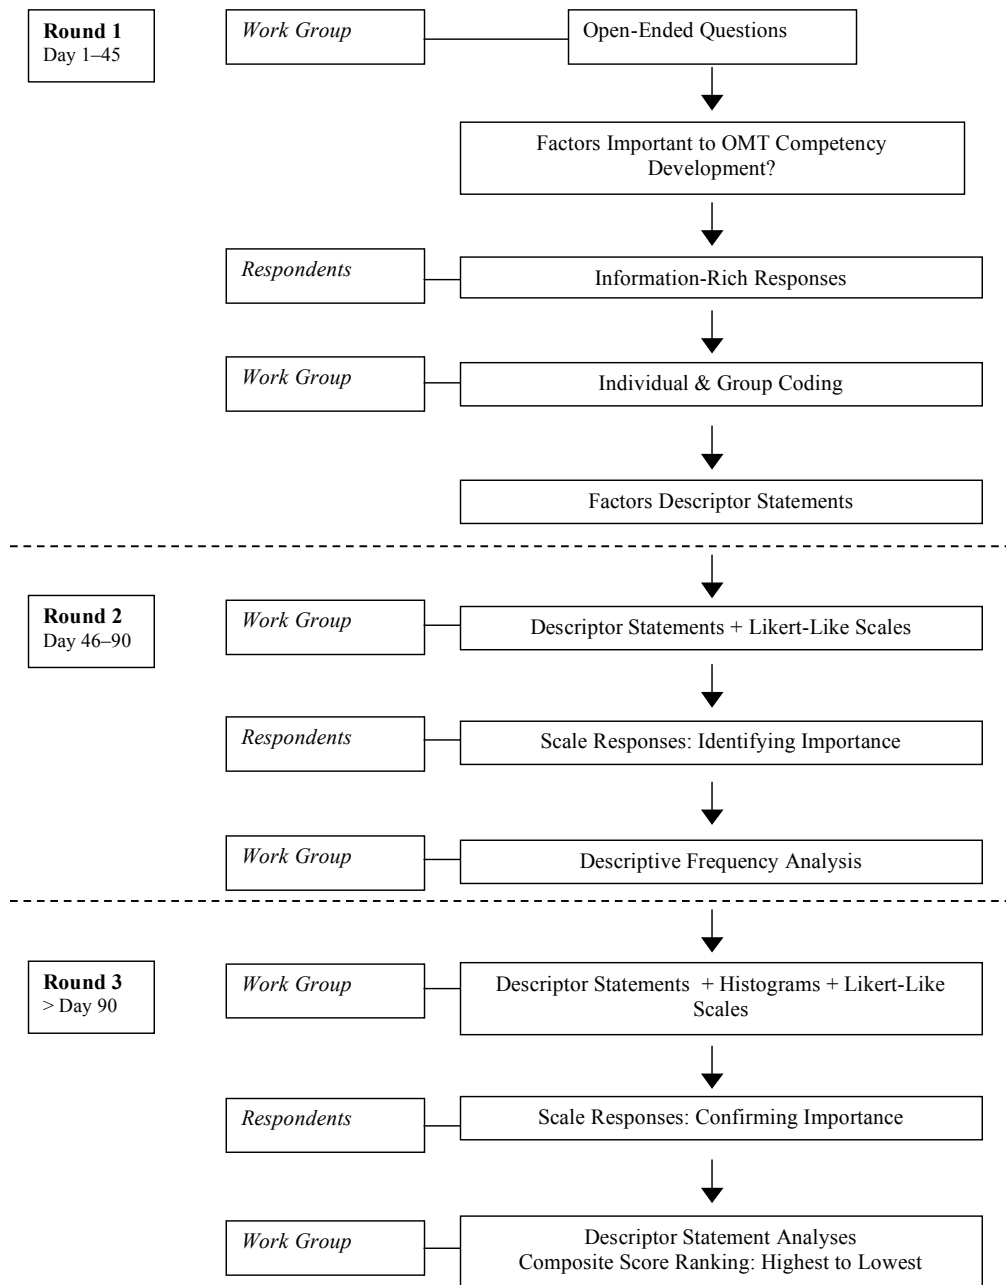 Round 1
Day 1–45
Work Group
Open-Ended Questions
Factors Important to OMT Competency
Development?
Respondents
Information-Rich Responses
Work Group
Individual & Group Coding
Factors Descriptor Statements
Round 2
Day 46–90
Work Group
Descriptor Statements + Likert-Like Scales
Respondents
Scale Responses: Identifying Importance
Work Group
Descriptive Frequency Analysis
Round 3
> Day 90
Work Group
Descriptor Statements + Histograms + Likert-Like
Scales
Respondents
Scale Responses: Confirming Importance
Work Group
Descriptor Statement Analyses
Composite Score Ranking: Highest to Lowest